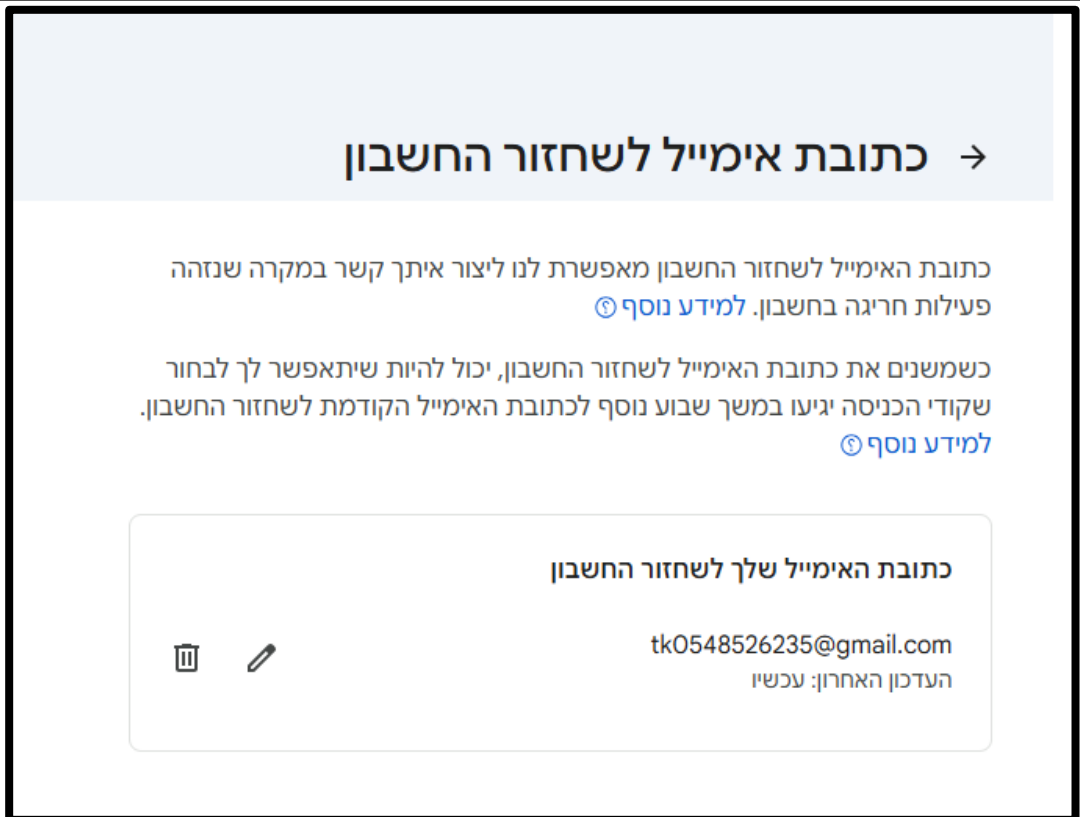 כתובת אימייל לשחזור החשבון
כתובת האימייל לשחזור החשבון מאפשרת לנו ליצור איתך קשר במקרה שנזהה
פעילות חריגה בחשבון. למידע נוסף
כשמשנים את כתובת האימייל לשחזור החשבון, יכול להיות שיתאפשר לך לבחור
שקודי הכניסה יגיעו במשך שבוע נוסף לכתובת האימייל הקודמת לשחזור החשבון.
למידע נוסף
כתובת האימייל שלך לשחזור החשבון
tk0548526235@gmail.com
העדכון האחרון: עכשיו